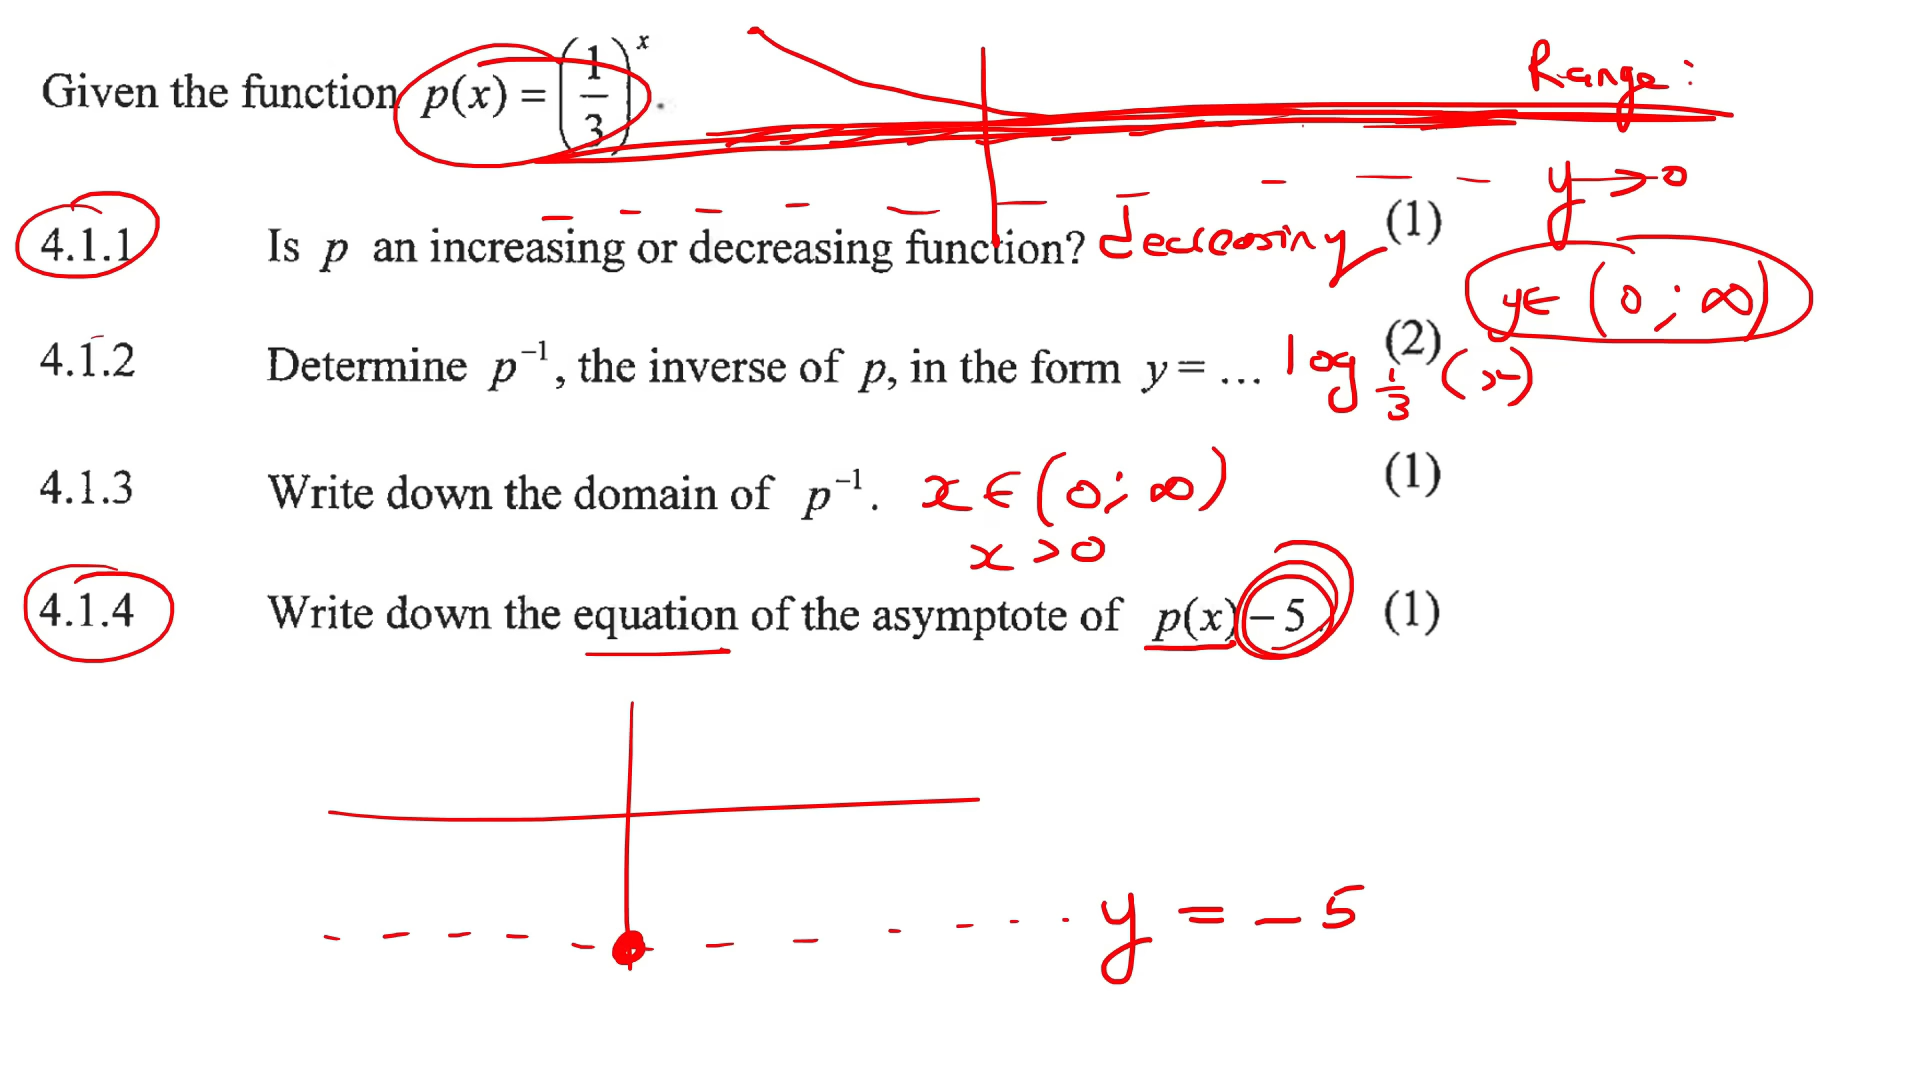 Given the function p(x) = (1/3)^x.
Range:
y > 0
y∈ (0 ; ∞)
4.1.1 Is p an increasing or decreasing function? decreasing (1)
4.1.2 Determine p⁻¹, the inverse of p, in the form y = ... log_{1/3} (x) (2)
4.1.3 Write down the domain of p⁻¹. x ∈ (0 ; ∞) (1)
x > 0
4.1.4 Write down the equation of the asymptote of p(x) – 5 (1)
y = – 5